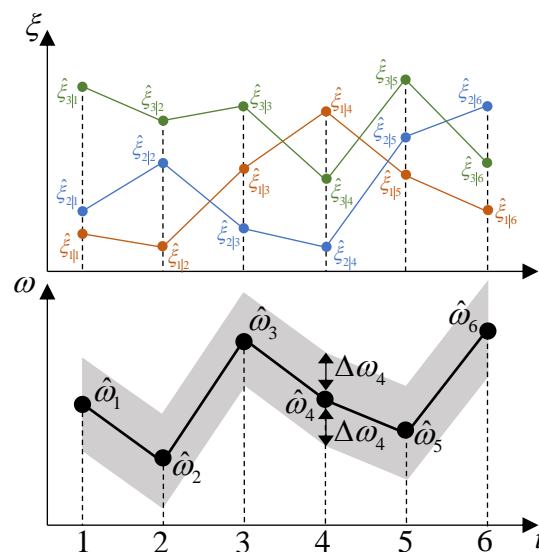 ξ
ξ̂₃|₁ ξ̂₃|₂ ξ̂₃|₃ ξ̂₁|₄ ξ̂₃|₅ ξ̂₂|₆
ξ̂₂|₂ ξ̂₂|₅
ξ̂₂|₁ ξ̂₁|₃ ξ̂₃|₄ ξ̂₁|₅ ξ̂₃|₆
ξ̂₁|₁ ξ̂₁|₂ ξ̂₂|₃ ξ̂₂|₄ ξ̂₁|₆
ω
ω̂₃ ω̂₆
Δω₄
ω̂₁ ω̂₄
Δω₄ ω̂₅
ω̂₂
1 2 3 4 5 6 t